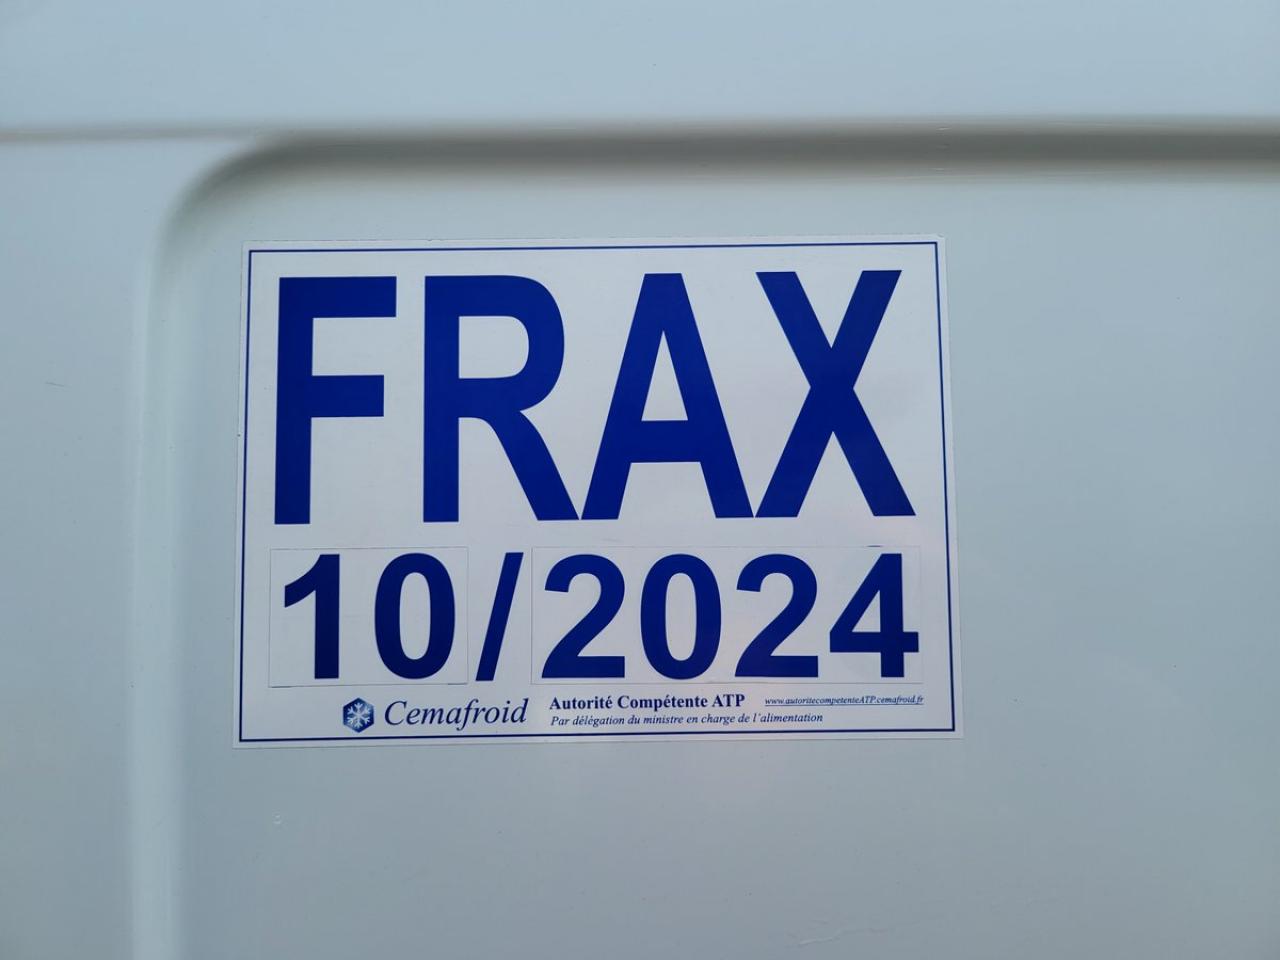 FRAX
10/2024
Cemafroid Autorité Compétente ATP www.autoritecompetenteATP.cemafroid.fr
Par délégation du ministre en charge de l'alimentation